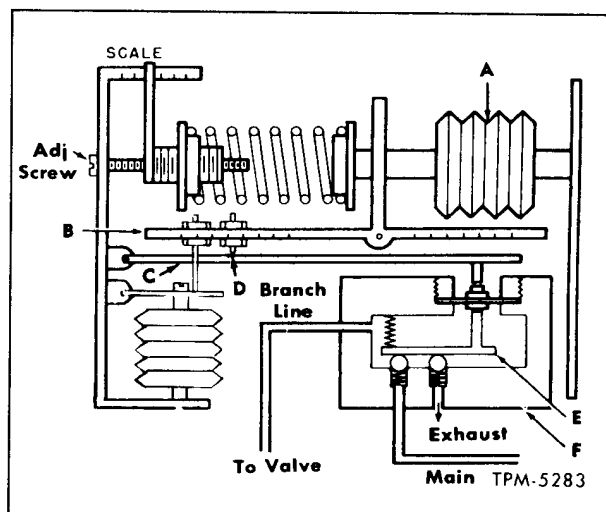 SCALE
A
Adj
Screw
B
C
D
Branch
Line
E
Exhaust
F
To Valve
Main
TPM-5283